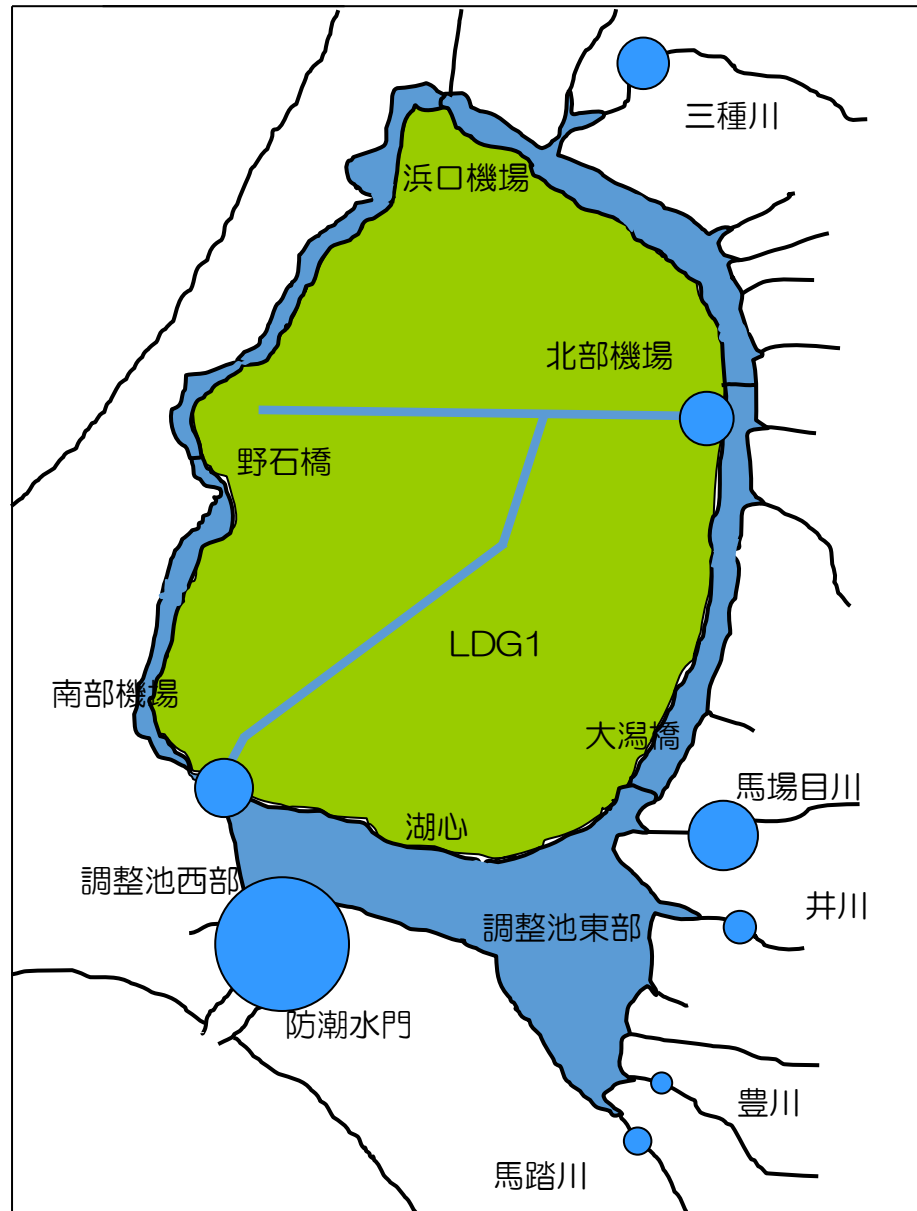 三種川
浜口機場
北部機場
野石橋
LDG1
南部機場
大潟橋
馬場目川
湖心
調整池西部
井川
調整池東部
防潮水門
豊川
馬踏川